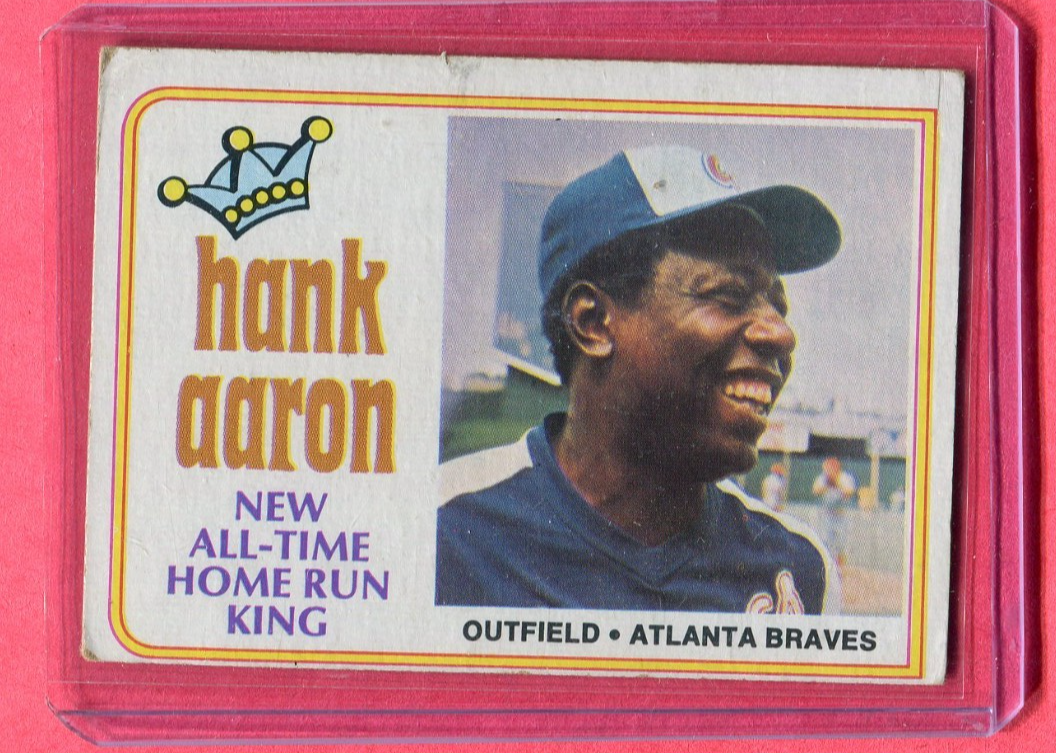 hank
aaron
NEW
ALL-TIME
HOME RUN
KING
OUTFIELD • ATLANTA BRAVES